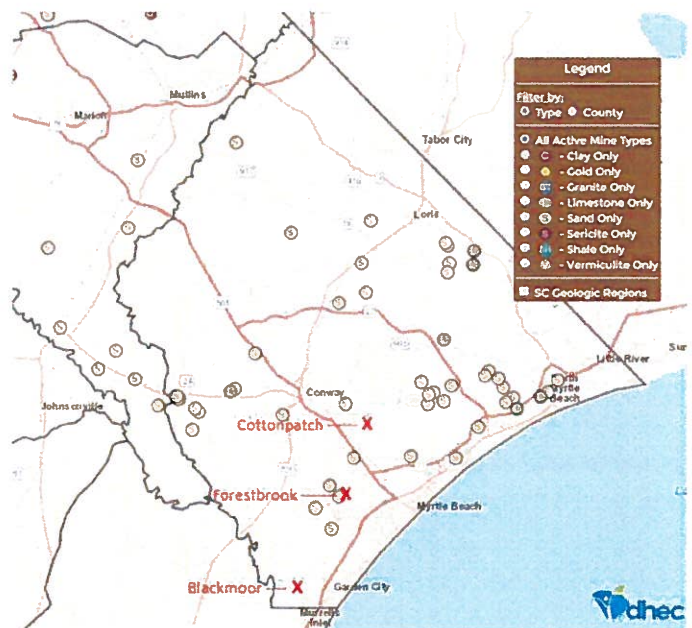 Mullins
Marion
Tabor City
Loris
Conway
Johnsonville
Cottonpatch X
Forestbrook X
Blackmoor X
Little River
North
Myrtle
Beach
Myrtle Beach
Garden City
Murrells
Inlet
Legend
Filter by:
Type County
All Active Mine Types
C - Clay Only
- Gold Only
- Granite Only
- Limestone Only
S - Sand Only
- Sericite Only
- Shale Only
- Vermiculite Only
SC Geologic Regions
dhec